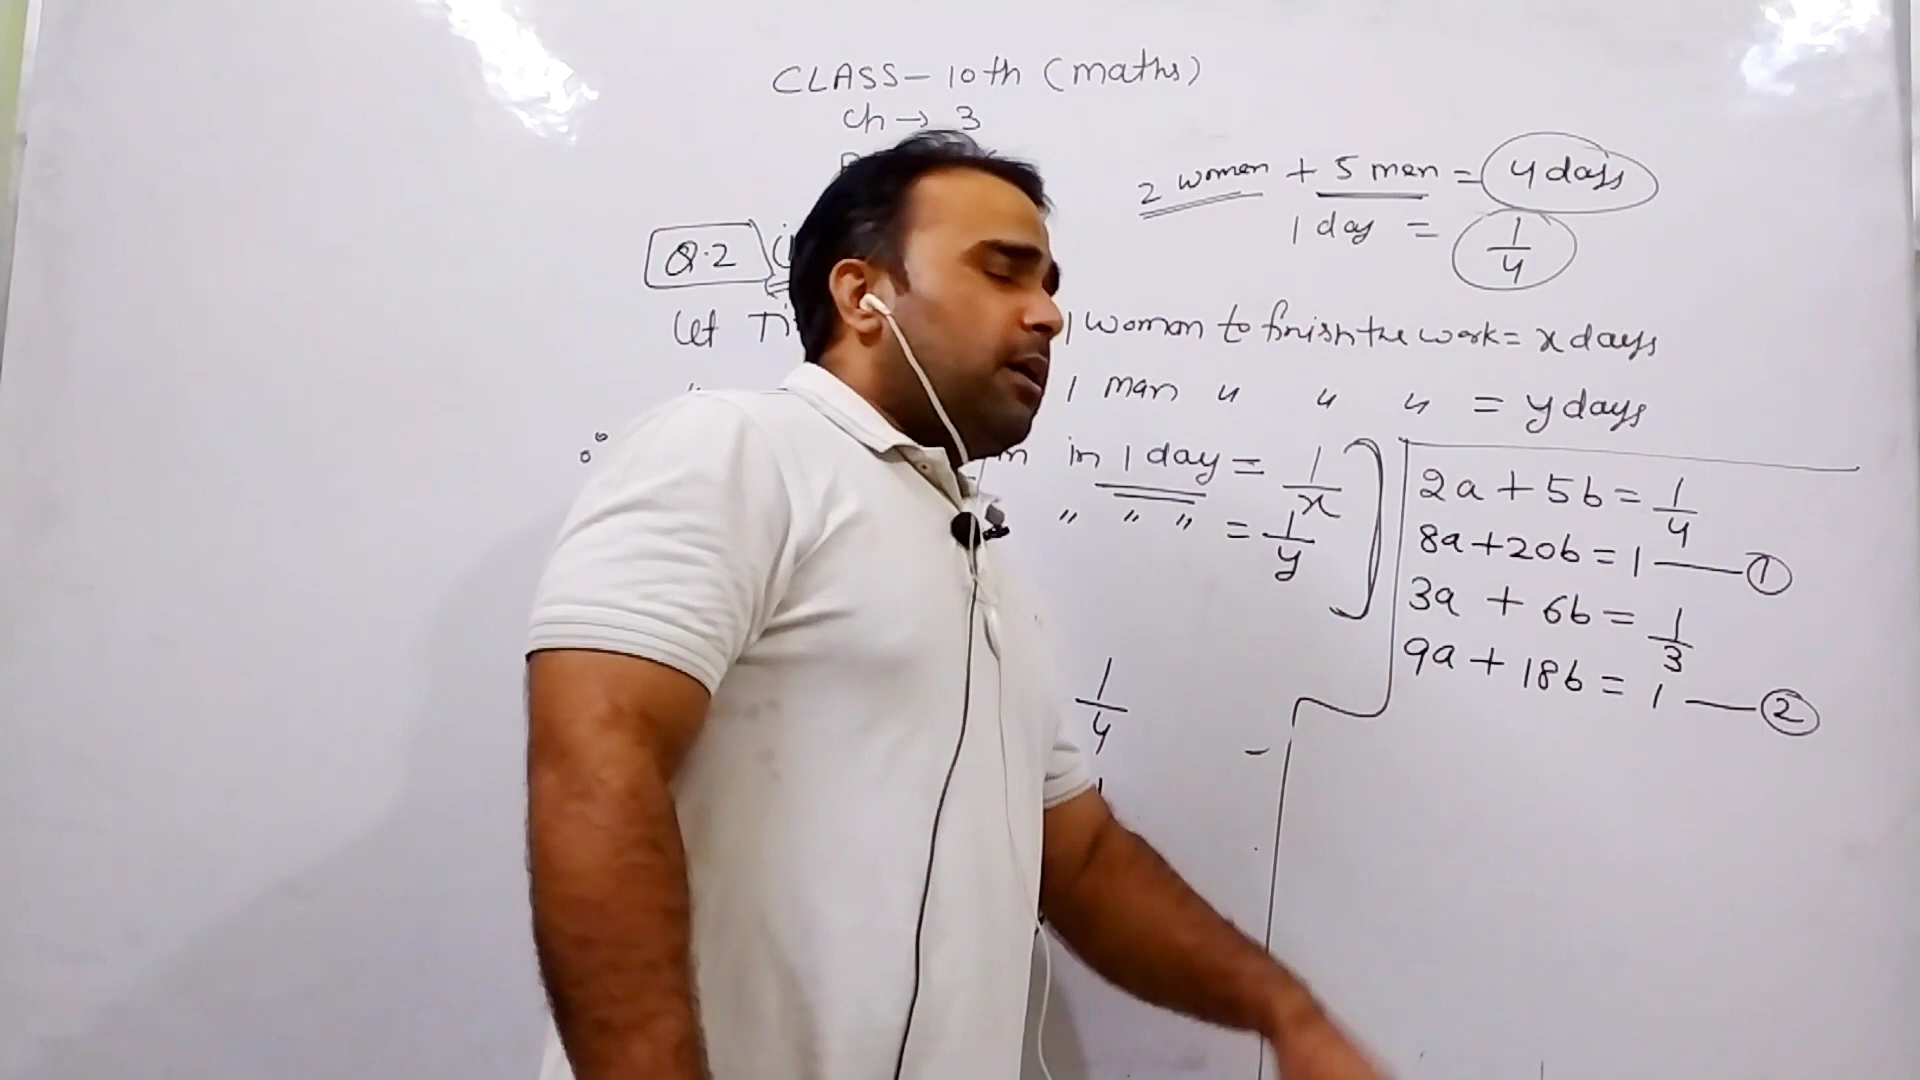 CLASS - 10th (maths)
Ch → 3
2 women + 5 men = 4 days
1 day = 1/4
Q.2
Let
1 woman to finish the work = x days
1 man " " " = y days
in 1 day = 1/x
" " " = 1/y
1/4
2a + 5b = 1/4
8a + 20b = 1 — ①
3a + 6b = 1/3
9a + 18b = 1 — ②